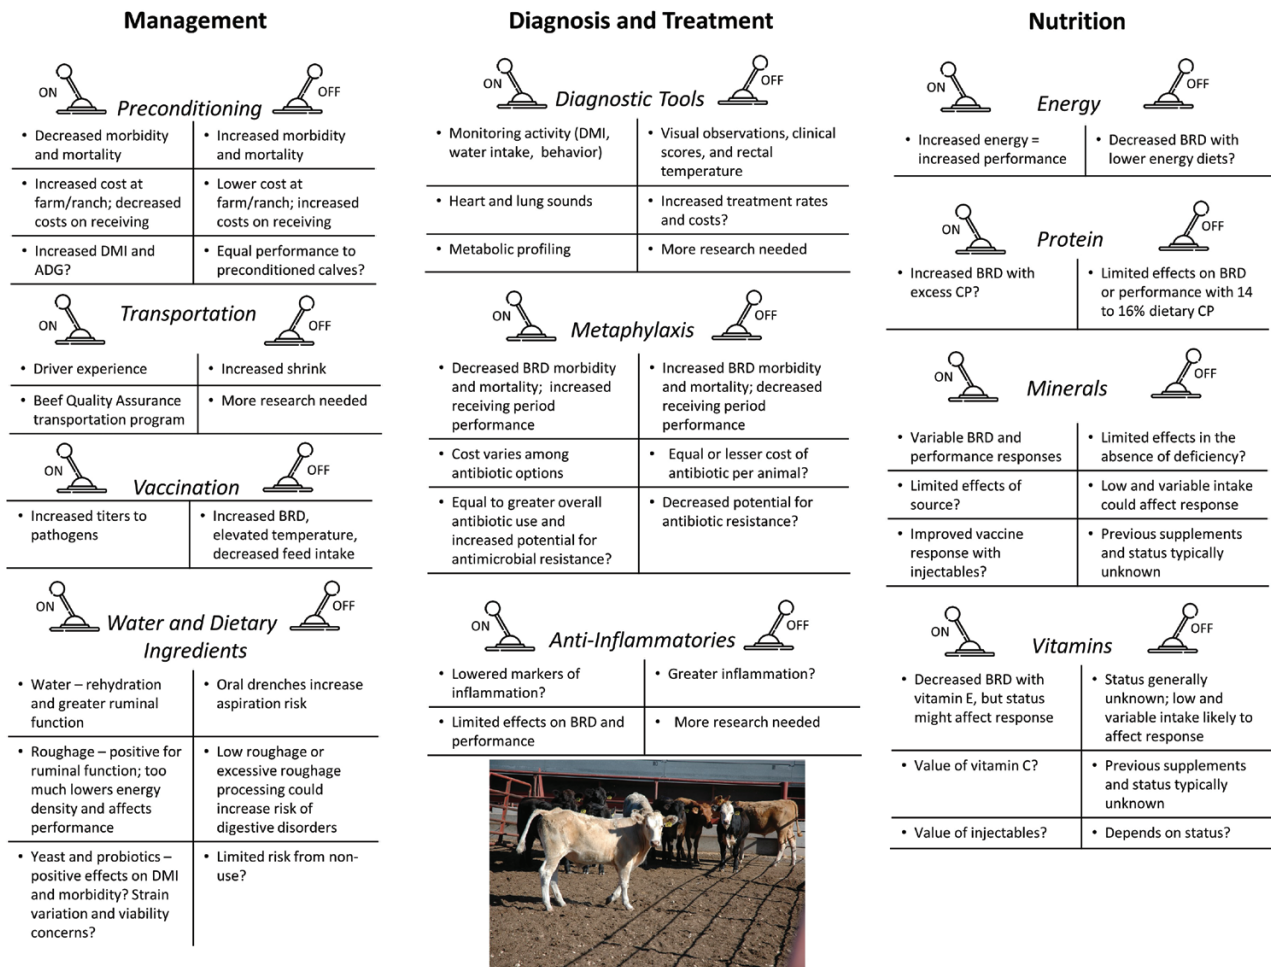 Management
ON
OFF
Preconditioning
• Decreased morbidity
and mortality
• Increased morbidity
and mortality
• Increased cost at
farm/ranch; decreased
costs on receiving
• Lower cost at
farm/ranch; increased
costs on receiving
• Increased DMI and
ADG?
• Equal performance to
preconditioned calves?
ON
OFF
Transportation
• Driver experience
• Increased shrink
• Beef Quality Assurance
transportation program
• More research needed
ON
OFF
Vaccination
• Increased titers to
pathogens
• Increased BRD,
elevated temperature,
decreased feed intake
ON
OFF
Water and Dietary
Ingredients
• Water – rehydration
and greater ruminal
function
• Oral drenches increase
aspiration risk
• Roughage – positive for
ruminal function; too
much lowers energy
density and affects
performance
• Low roughage or
excessive roughage
processing could
increase risk of
digestive disorders
• Yeast and probiotics –
positive effects on DMI
and morbidity? Strain
variation and viability
concerns?
• Limited risk from non-
use?
Diagnosis and Treatment
ON
OFF
Diagnostic Tools
• Monitoring activity (DMI,
water intake, behavior)
• Visual observations, clinical
scores, and rectal
temperature
• Heart and lung sounds
• Increased treatment rates
and costs?
• Metabolic profiling
• More research needed
ON
OFF
Metaphylaxis
• Decreased BRD morbidity
and mortality; increased
receiving period
performance
• Increased BRD morbidity
and mortality; decreased
receiving period
performance
• Cost varies among
antibiotic options
• Equal or lesser cost of
antibiotic per animal?
• Equal to greater overall
antibiotic use and
increased potential for
antimicrobial resistance?
• Decreased potential for
antibiotic resistance?
ON
OFF
Anti-Inflammatories
• Lowered markers of
inflammation?
• Greater inflammation?
• Limited effects on BRD and
performance
• More research needed
Nutrition
ON
OFF
Energy
• Increased energy =
increased performance
• Decreased BRD with
lower energy diets?
ON
OFF
Protein
• Increased BRD with
excess CP?
• Limited effects on BRD
or performance with 14
to 16% dietary CP
ON
OFF
Minerals
• Variable BRD and
performance responses
• Limited effects in the
absence of deficiency?
• Limited effects of
source?
• Low and variable intake
could affect response
• Improved vaccine
response with
injectables?
• Previous supplements
and status typically
unknown
ON
OFF
Vitamins
• Decreased BRD with
vitamin E, but status
might affect response
• Status generally
unknown; low and
variable intake likely to
affect response
• Value of vitamin C?
• Previous supplements
and status typically
unknown
• Value of injectables?
• Depends on status?